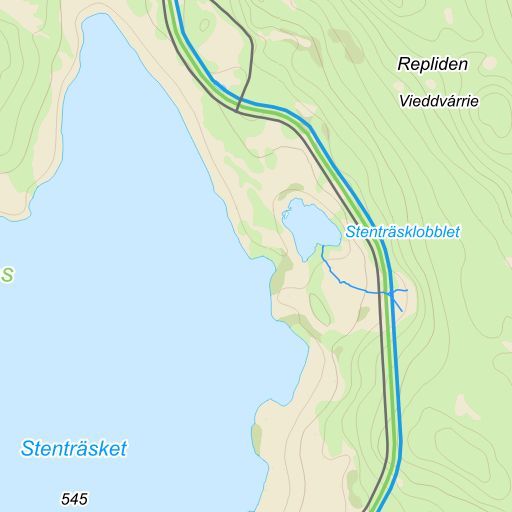 Repliden
Vieddvárrie
Stenträsklobblet
S
Stenträsket
545